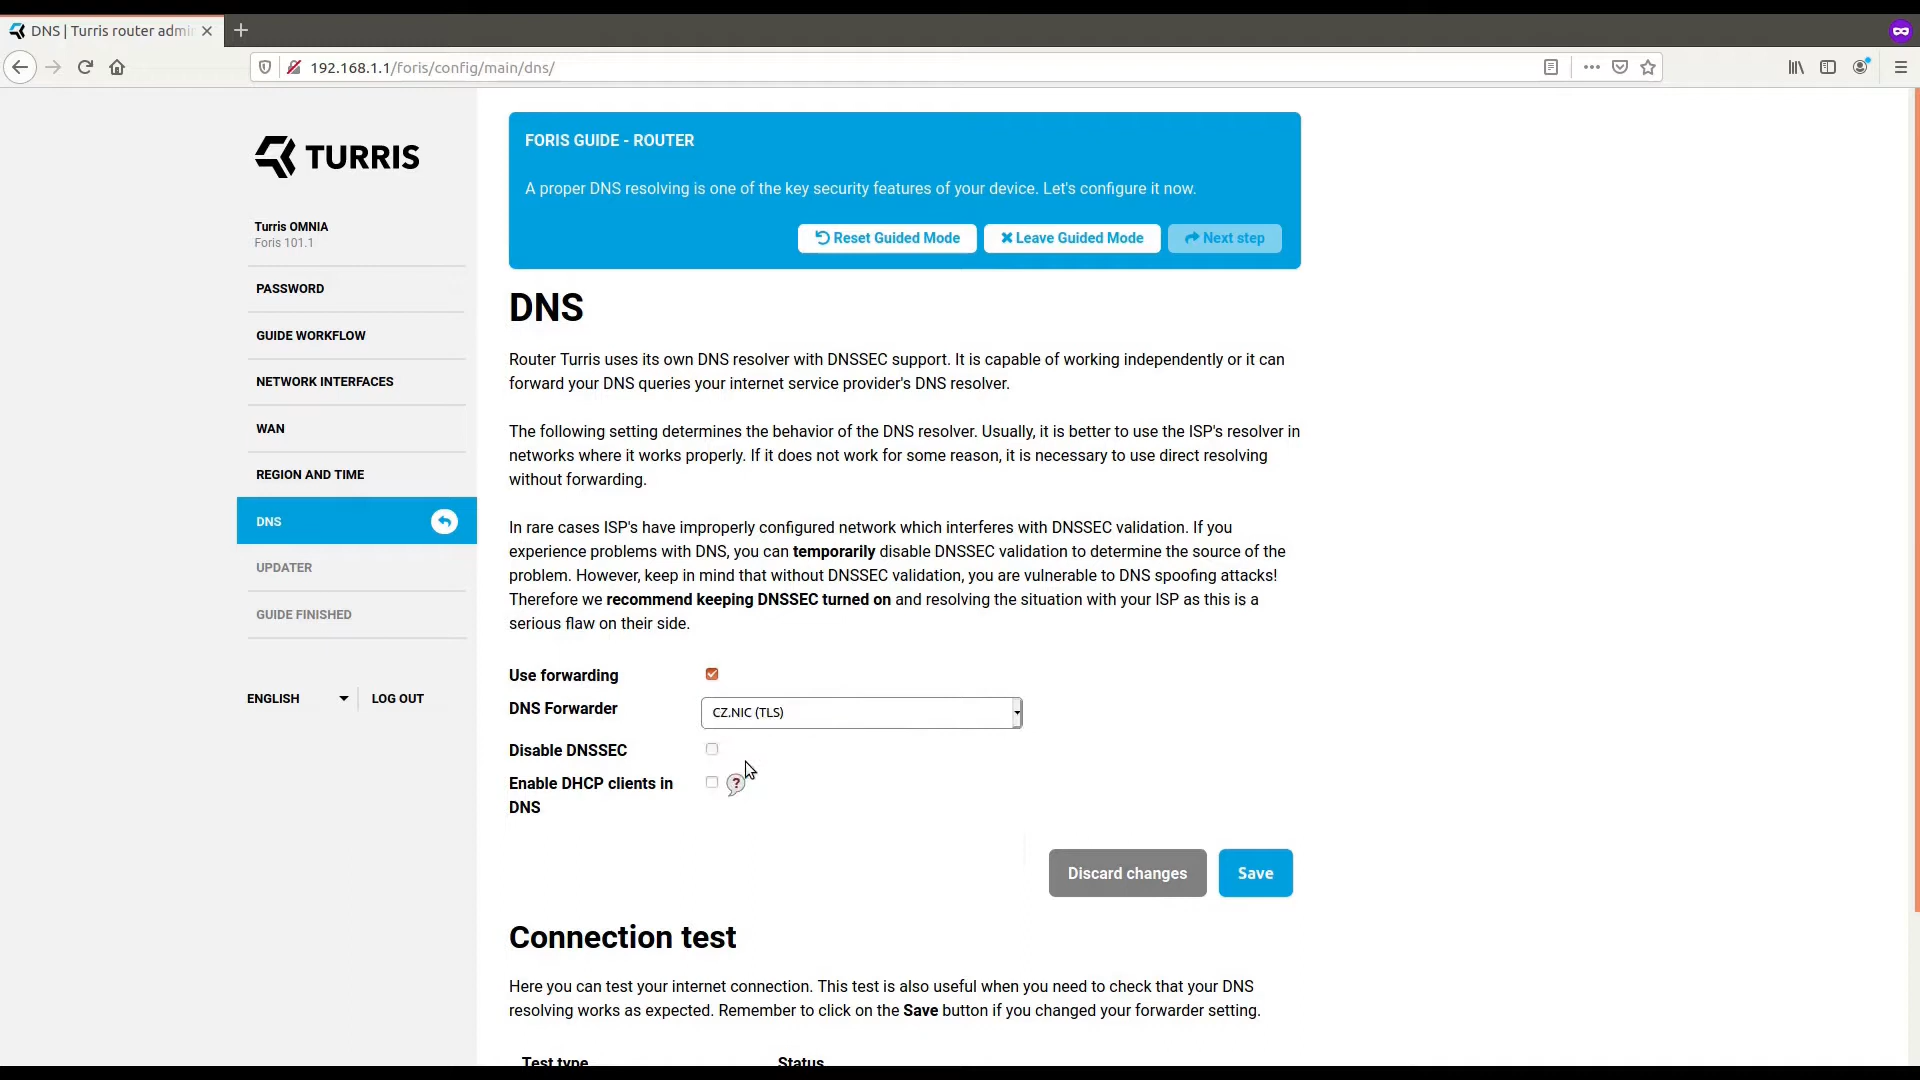 DNS | Turris router admi
192.168.1.1/foris/config/main/dns/
TURRIS
Turris OMNIA
Foris 101.1
PASSWORD
GUIDE WORKFLOW
NETWORK INTERFACES
WAN
REGION AND TIME
DNS
UPDATER
GUIDE FINISHED
ENGLISH
LOG OUT
FORIS GUIDE - ROUTER
A proper DNS resolving is one of the key security features of your device. Let's configure it now.
Reset Guided Mode
Leave Guided Mode
Next step
DNS
Router Turris uses its own DNS resolver with DNSSEC support. It is capable of working independently or it can
forward your DNS queries your internet service provider's DNS resolver.
The following setting determines the behavior of the DNS resolver. Usually, it is better to use the ISP's resolver in
networks where it works properly. If it does not work for some reason, it is necessary to use direct resolving
without forwarding.
In rare cases ISP's have improperly configured network which interferes with DNSSEC validation. If you
experience problems with DNS, you can temporarily disable DNSSEC validation to determine the source of the
problem. However, keep in mind that without DNSSEC validation, you are vulnerable to DNS spoofing attacks!
Therefore we recommend keeping DNSSEC turned on and resolving the situation with your ISP as this is a
serious flaw on their side.
Use forwarding
DNS Forwarder
CZ.NIC (TLS)
Disable DNSSEC
Enable DHCP clients in
DNS
?
Discard changes
Save
Connection test
Here you can test your internet connection. This test is also useful when you need to check that your DNS
resolving works as expected. Remember to click on the Save button if you changed your forwarder setting.
Test type
Status